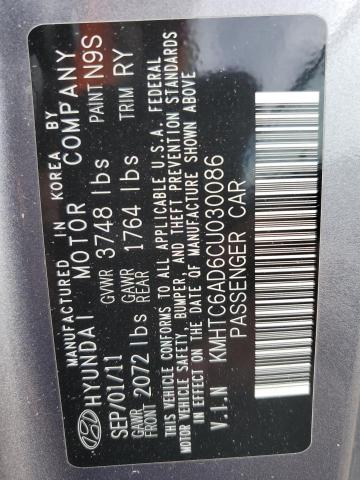 MANUFACTURED IN KOREA BY
HYUNDAI MOTOR COMPANY
SEP/01/11 GVWR 3748 lbs PAINT N9S
GAWR FRONT 2072 lbs GAWR REAR 1764 lbs TRIM RY
THIS VEHICLE CONFORMS TO ALL APPLICABLE U.S.A. FEDERAL
MOTOR VEHICLE SAFETY, BUMPER, AND THEFT PREVENTION STANDARDS
IN EFFECT ON THE DATE OF MANUFACTURE SHOWN ABOVE
V.I.N KMHTC6AD6CU030086
PASSENGER CAR